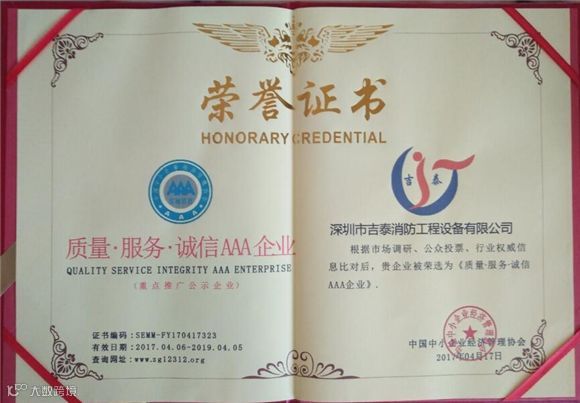 荣誉证书
HONORARY CREDENTIAL
AAA
AAA
质量·服务·诚信AAA企业
QUALITY SERVICE INTEGRITY AAA ENTERPRISE
(重点推广公示企业)
证书编码：SEMM-FY170417323
有效日期：2017.04.06-2019.04.05
查询网址：www.zg12312.org
吉 泰
深圳市吉泰消防工程设备有限公司
根据市场调研、公众投票、行业权威信
息比对后，贵企业被荣选为《质量·服务·诚信
AAA企业》.
中国中小企业经济管理协会
2017年04月17日
大数跨境